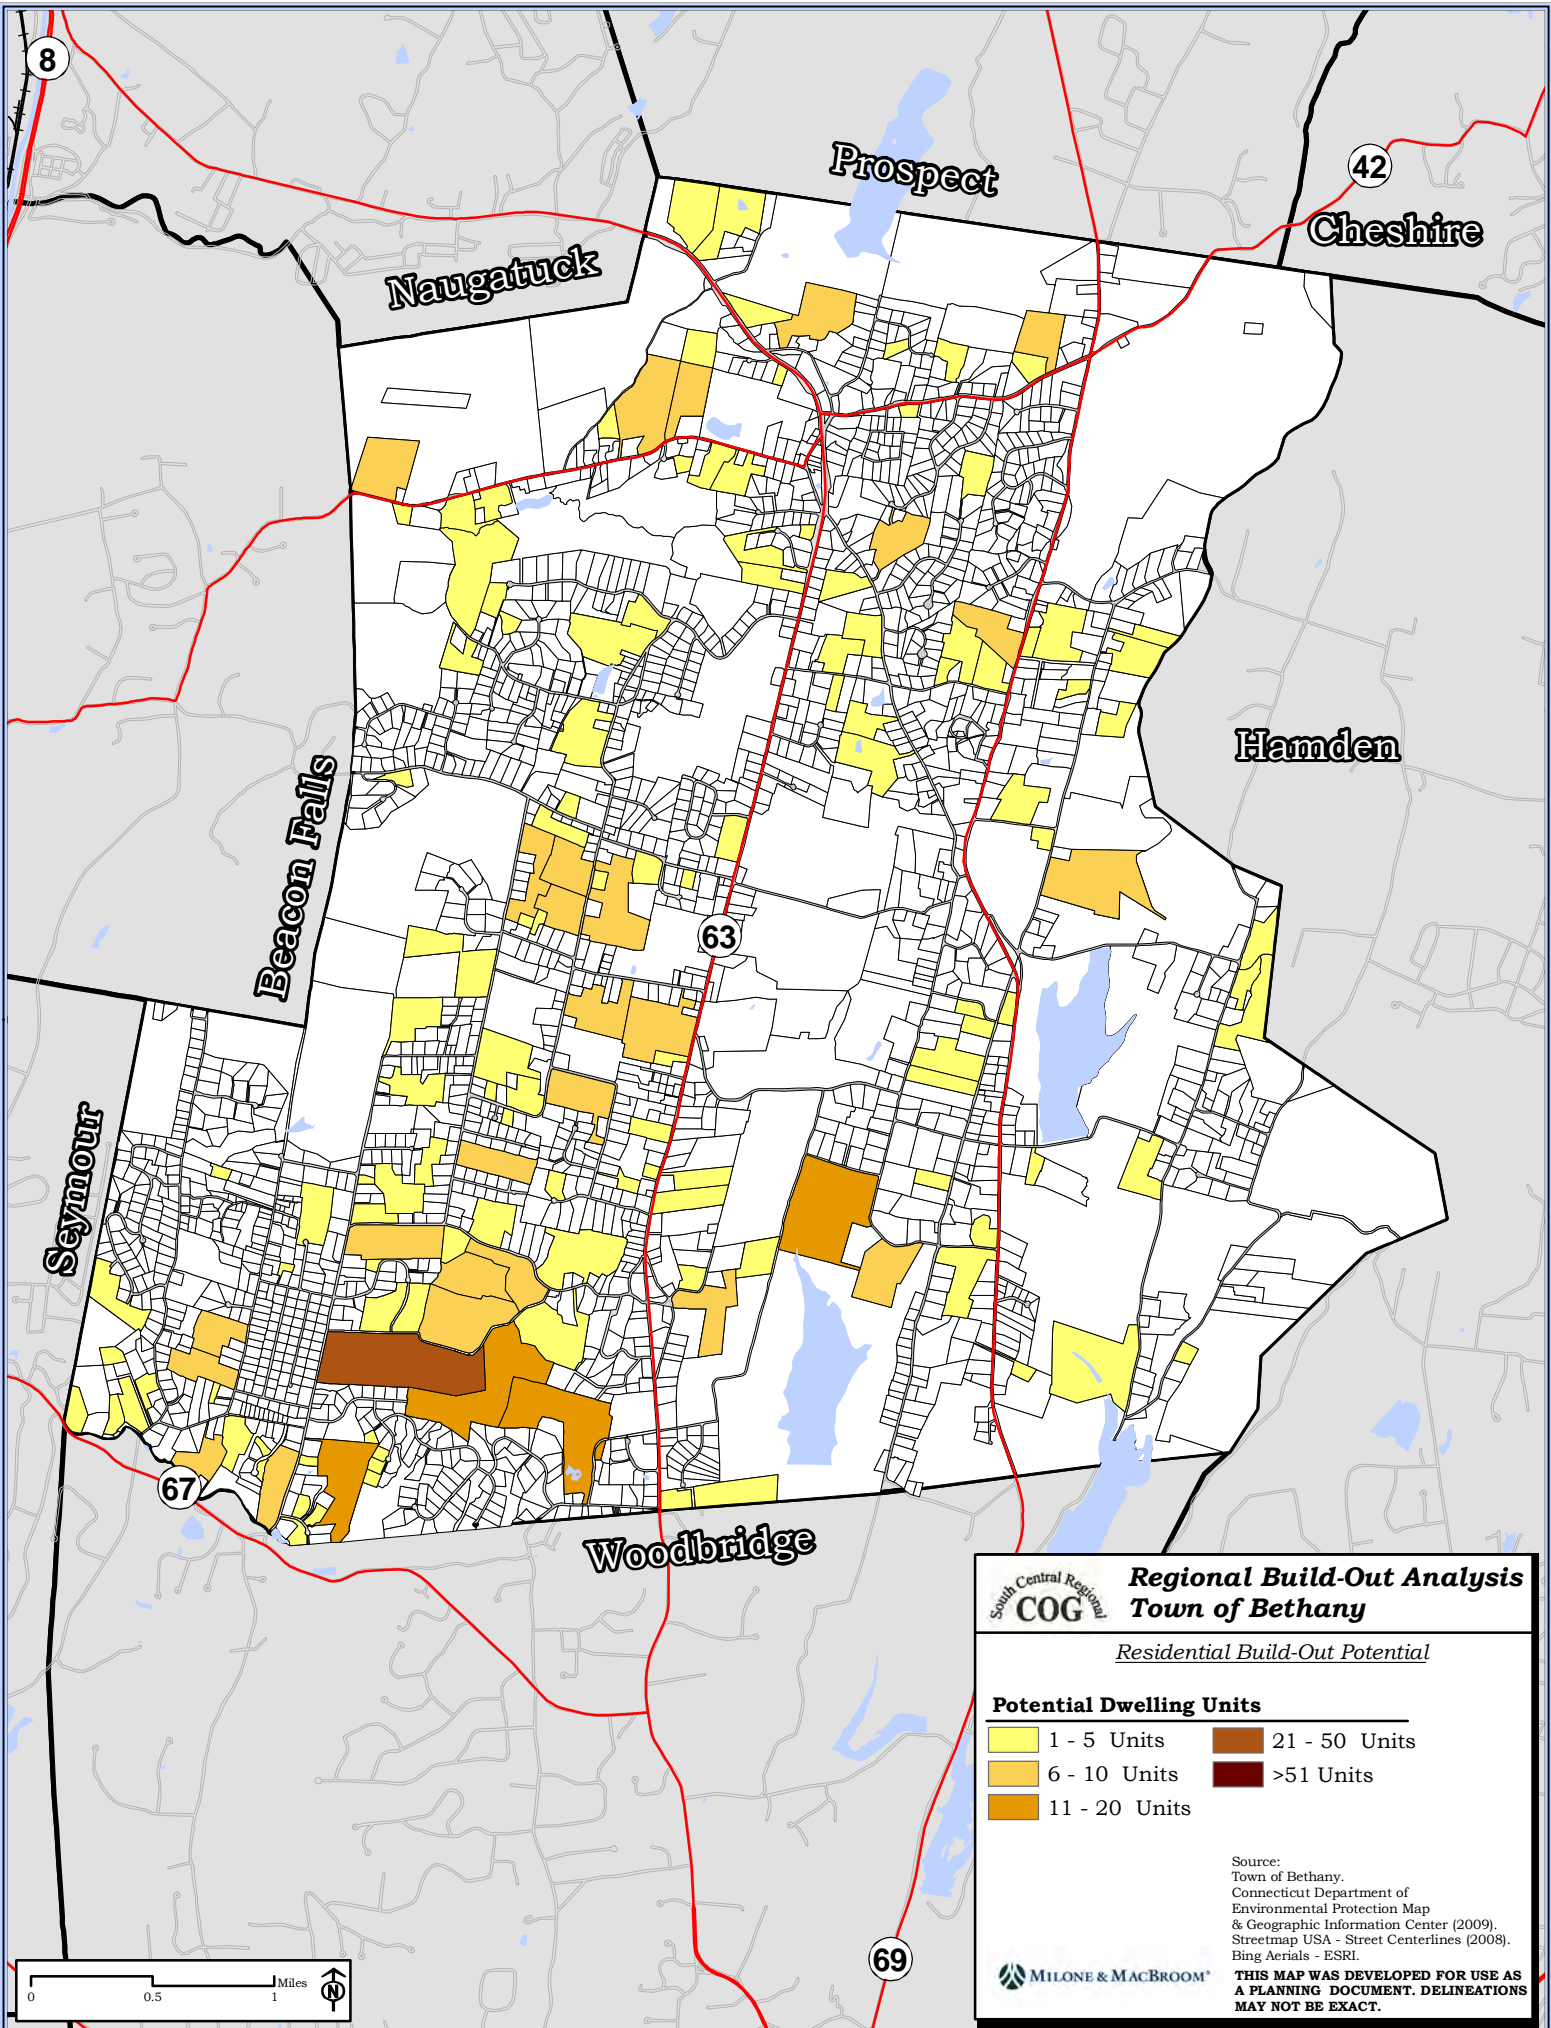 8
Prospect
42
Cheshire
Naugatuck
Hamden
Beacon Falls
63
Seymour
67
Woodbridge
South Central Regional
COG
Regional Build-Out Analysis
Town of Bethany
Residential Build-Out Potential
Potential Dwelling Units
1 - 5 Units
21 - 50 Units
6 - 10 Units
>51 Units
11 - 20 Units
Source:
Town of Bethany.
Connecticut Department of
Environmental Protection Map
& Geographic Information Center (2009).
Streetmap USA - Street Centerlines (2008).
Bing Aerials - ESRI.
MILONE & MACBROOM®
THIS MAP WAS DEVELOPED FOR USE AS
A PLANNING DOCUMENT. DELINEATIONS
MAY NOT BE EXACT.
69
Miles
0 0.5 1
N